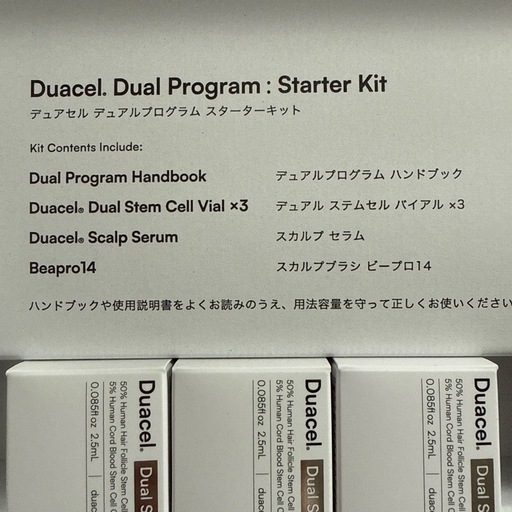 Duacel. Dual Program : Starter Kit
デュアセル デュアルプログラム スターターキット
Kit Contents Include:
Dual Program Handbook デュアルプログラム ハンドブック
Duacel® Dual Stem Cell Vial ×3 デュアル ステムセル バイアル ×3
Duacel® Scalp Serum スカルプ セラム
Beapro14 スカルプブラシ ビープロ14
ハンドブックや使用説明書をよくお読みのうえ、用法容量を守って正しくお使いください
Duacel.
Dual S
50% Human Hair Follicle Stem Cell
5% Human Cord Blood Stem Cell C
0.085fl oz 2.5mL | duac
Duacel.
Dual S
50% Human Hair Follicle Stem Cell
5% Human Cord Blood Stem Cell C
0.085fl oz 2.5mL | duac
Duacel.
Dual S
50% Human Hair Follicle Stem Cell
5% Human Cord Blood Stem Cell C
0.085fl oz 2.5mL | duac